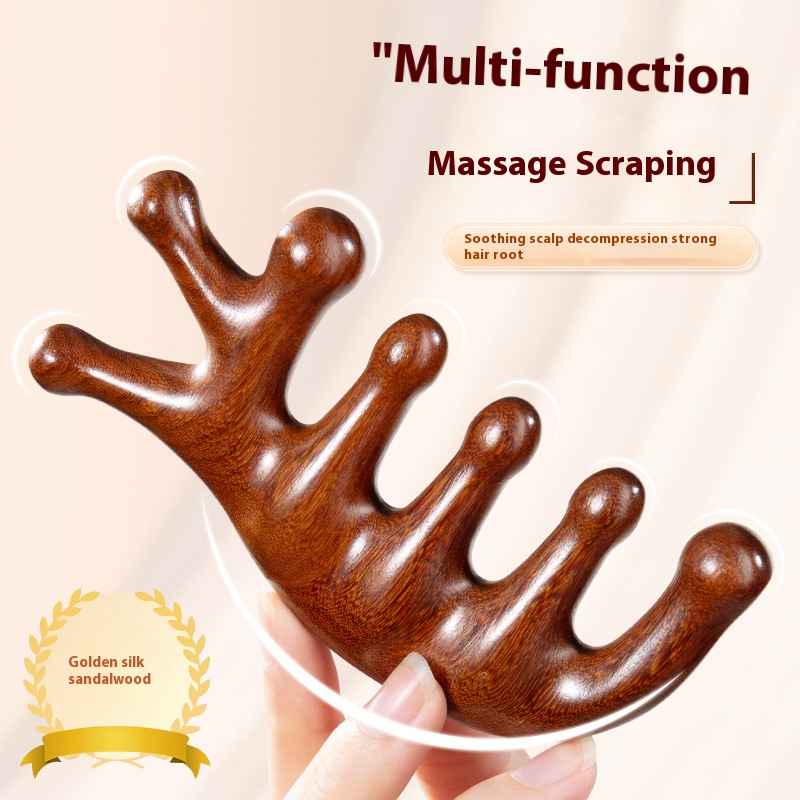 "Multi-function
Massage Scraping
Soothing scalp decompression strong
hair root
Golden silk
sandalwood